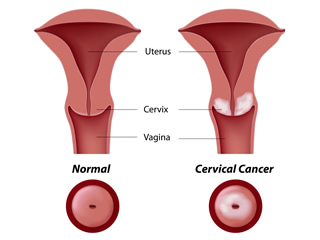 Uterus
Cervix
Vagina
Normal
Cervical Cancer